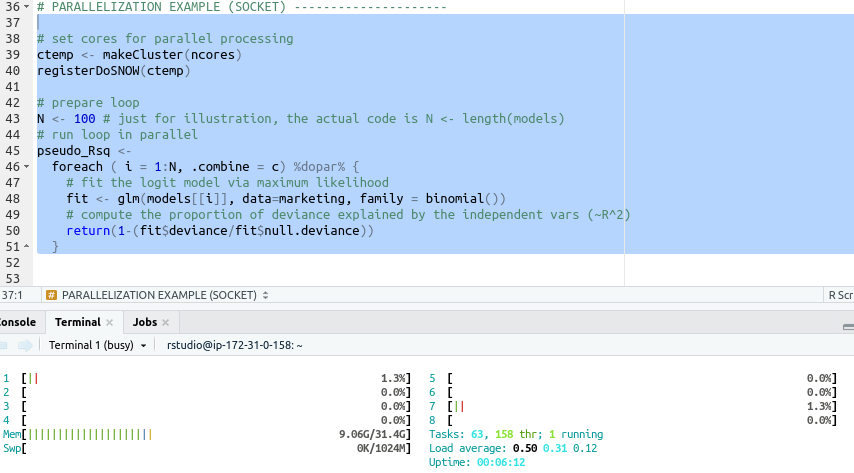 36 # PARALLELIZATION EXAMPLE (SOCKET) ---------------------
37
38 # set cores for parallel processing
39 ctemp <- makeCluster(ncores)
40 registerDoSNOW(ctemp)
41
42 # prepare loop
43 N <- 100 # just for illustration, the actual code is N <- length(models)
44 # run loop in parallel
45 pseudo_Rsq <-
46   foreach ( i = 1:N, .combine = c) %dopar% {
47     # fit the logit model via maximum likelihood
48     fit <- glm(models[[i]], data=marketing, family = binomial())
49     # compute the proportion of deviance explained by the independent vars (~R^2)
50     return(1-(fit$deviance/fit$null.deviance))
51   }
52
53
37:1 # PARALLELIZATION EXAMPLE (SOCKET) R Scr
onsole Terminal × Jobs ×
Terminal 1 (busy) rstudio@ip-172-31-0-158: ~
1 [|| 1.3%] 5 [ 0.0%]
2 [ 0.0%] 6 [ 0.0%]
3 [ 0.0%] 7 [|| 1.3%]
4 [ 0.0%] 8 [ 0.0%]
Mem[||||||||||||||||||||| 9.06G/31.4G] Tasks: 63, 158 thr; 1 running
Swp[ 0K/1024M] Load average: 0.50 0.31 0.12
Uptime: 00:06:12